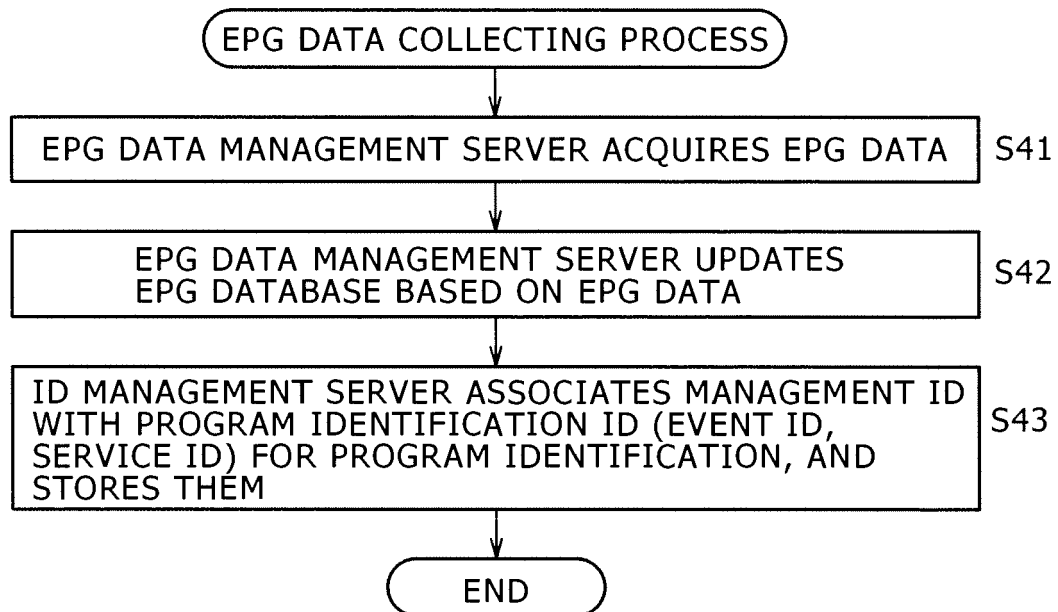 EPG DATA COLLECTING PROCESS
EPG DATA MANAGEMENT SERVER ACQUIRES EPG DATA
S41
EPG DATA MANAGEMENT SERVER UPDATES
EPG DATABASE BASED ON EPG DATA
S42
ID MANAGEMENT SERVER ASSOCIATES MANAGEMENT ID
WITH PROGRAM IDENTIFICATION ID (EVENT ID,
SERVICE ID) FOR PROGRAM IDENTIFICATION, AND
STORES THEM
S43
END